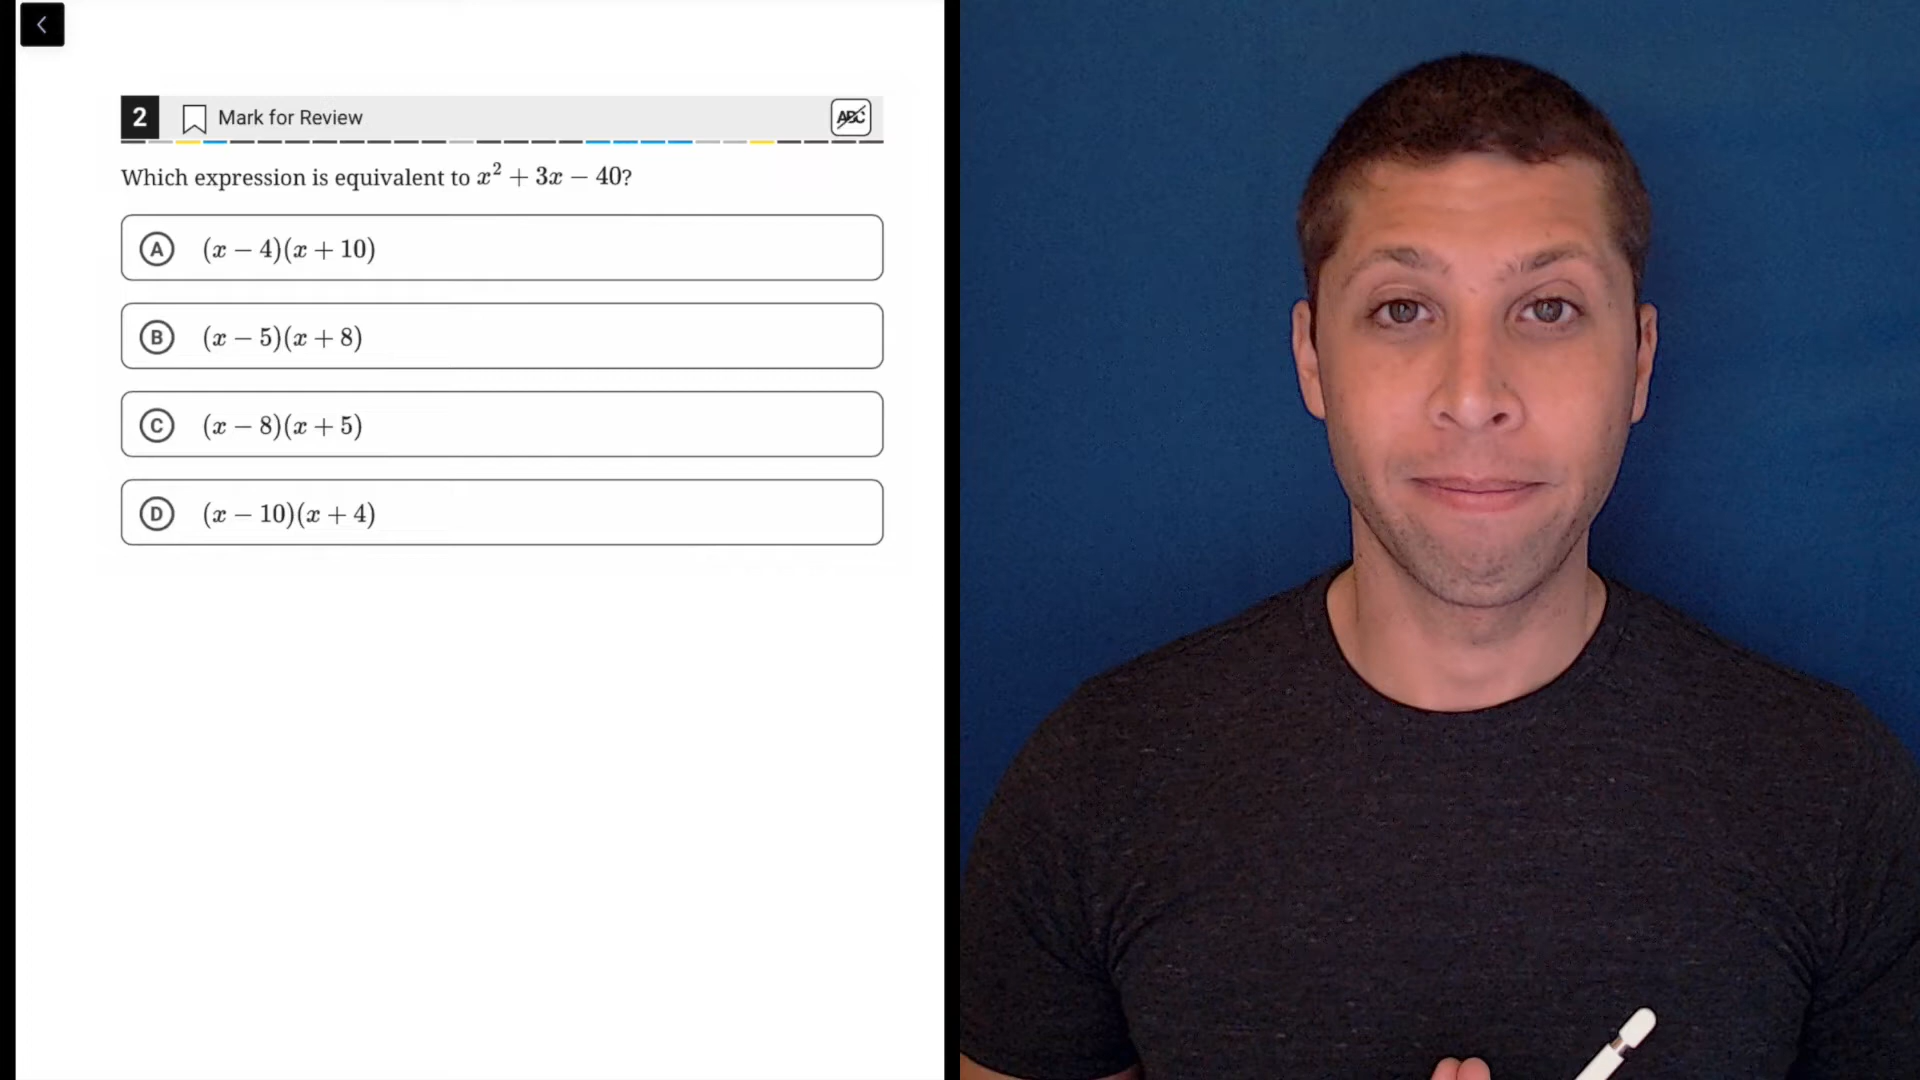 2 Mark for Review ABC
Which expression is equivalent to x² + 3x − 40?
A (x − 4)(x + 10)
B (x − 5)(x + 8)
C (x − 8)(x + 5)
D (x − 10)(x + 4)